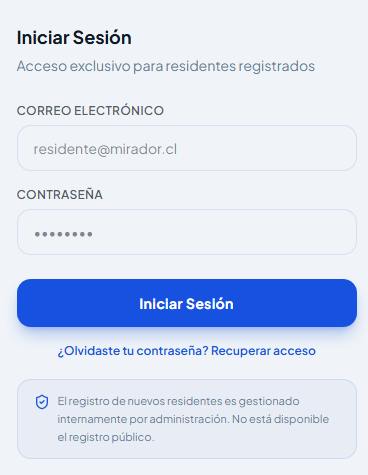 Iniciar Sesión
Acceso exclusivo para residentes registrados
CORREO ELECTRÓNICO
residente@mirador.cl
CONTRASEÑA
••••••••
Iniciar Sesión
¿Olvidaste tu contraseña? Recuperar acceso
El registro de nuevos residentes es gestionado
internamente por administración. No está disponible
el registro público.